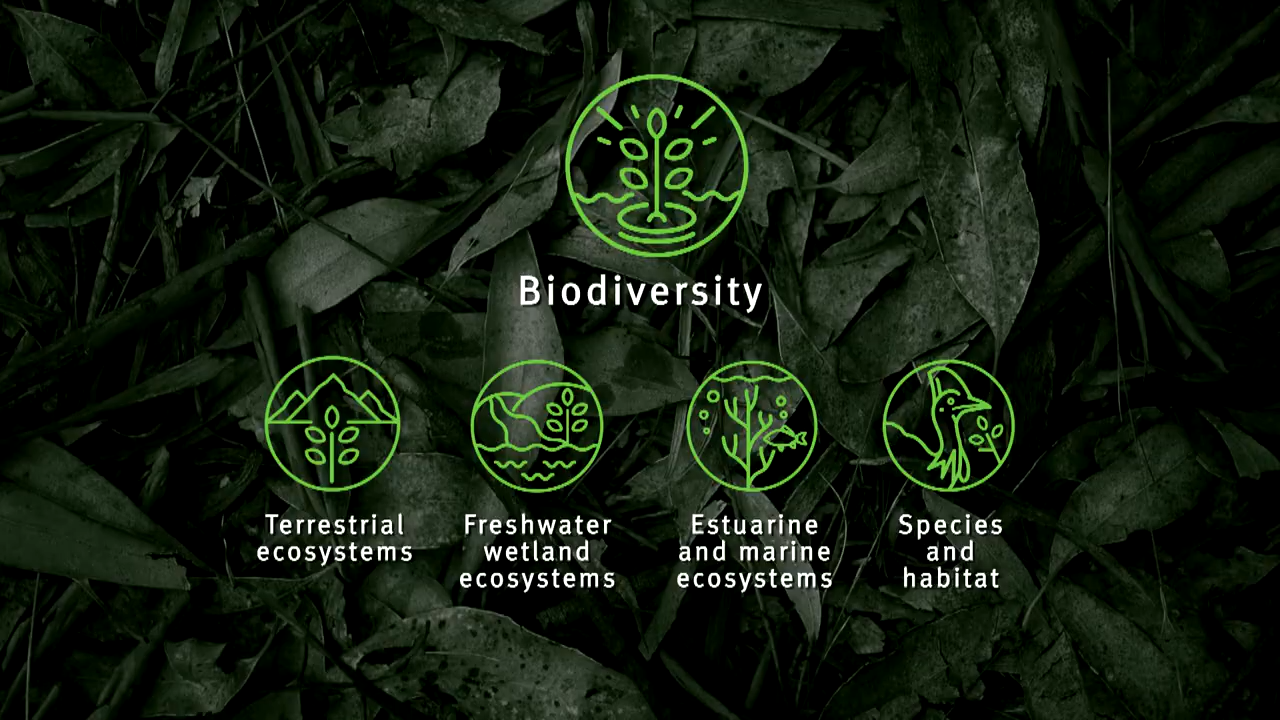 Biodiversity
Terrestrial
ecosystems
Freshwater
wetland
ecosystems
Estuarine
and marine
ecosystems
Species
and
habitat